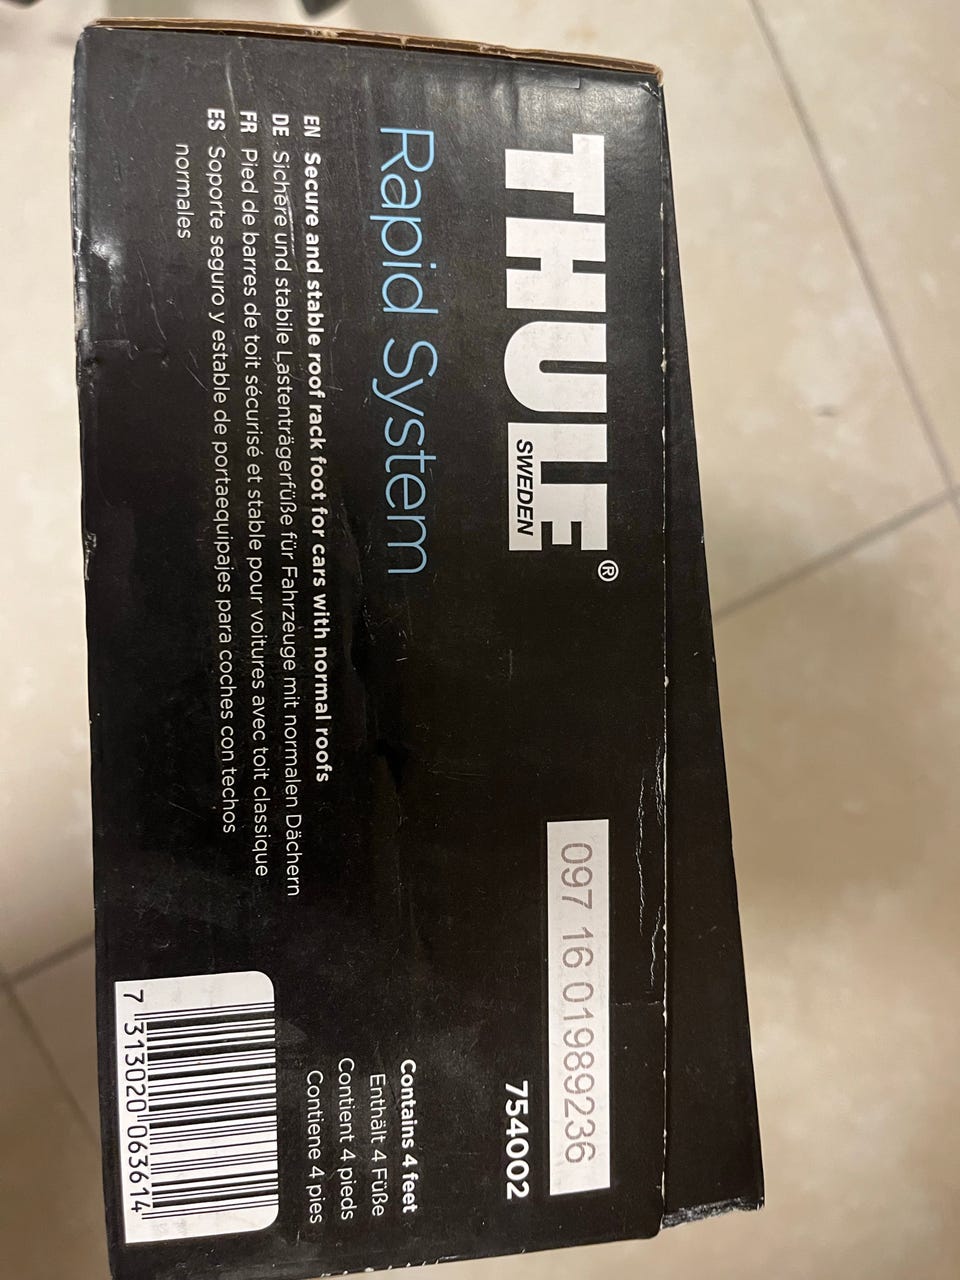 THULE®
SWEDEN
Rapid System
EN Secure and stable roof rack foot for cars with normal roofs
DE Sichere und stabile Lastenträgerfüße für Fahrzeuge mit normalen Dächern
FR Pied de barres de toit sécurisé et stable pour voitures avec toit classique
ES Soporte seguro y estable de portaequipajes para coches con techos
normales
097 16 01989236
754002
Contains 4 feet
Enthält 4 Füße
Contient 4 pieds
Contiene 4 pies
7 313020 063614